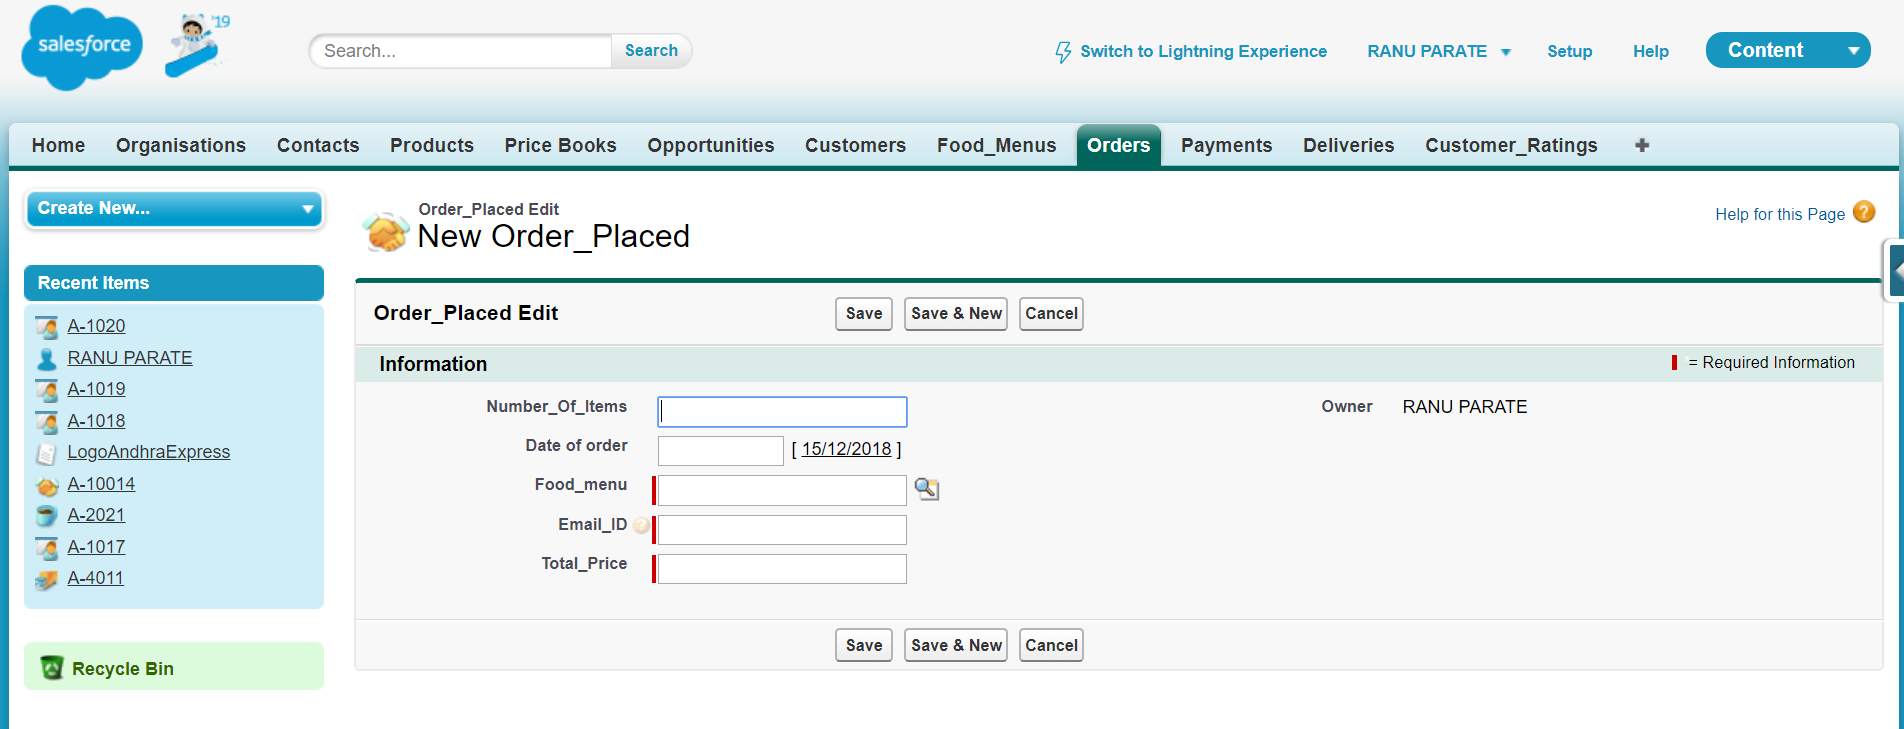 salesforce
'19
Search...
Search
Switch to Lightning Experience
RANU PARATE
Setup
Help
Content
Home Organisations Contacts Products Price Books Opportunities Customers Food_Menus Orders Payments Deliveries Customer_Ratings +
Create New...
Recent Items
A-1020
RANU PARATE
A-1019
A-1018
LogoAndhraExpress
A-10014
A-2021
A-1017
A-4011
Recycle Bin
Order_Placed Edit
New Order_Placed
Help for this Page ?
Order_Placed Edit
Save Save & New Cancel
Information
= Required Information
Number_Of_Items
Owner RANU PARATE
Date of order [ 15/12/2018 ]
Food_menu
Email_ID ?
Total_Price
Save Save & New Cancel